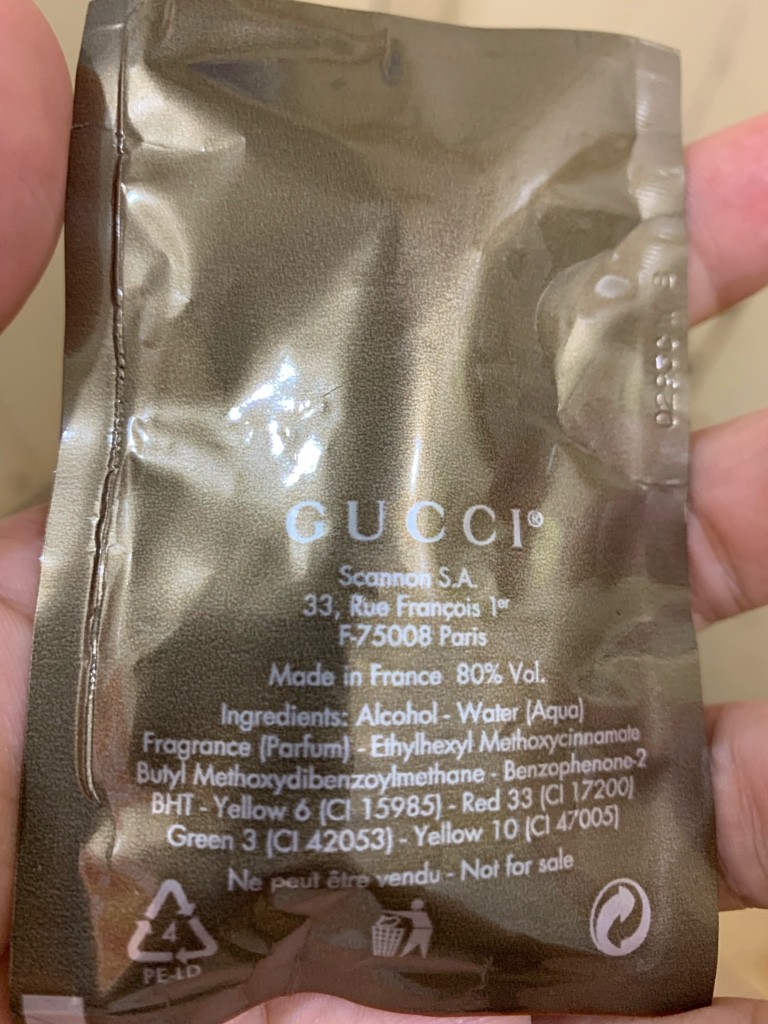 GUCCI®
Scannon S.A.
33, Rue François 1er
F-75008 Paris
Made in France 80% Vol.
Ingredients: Alcohol - Water (Aqua)
Fragrance (Parfum) - Ethylhexyl Methoxycinnamate
Butyl Methoxydibenzoylmethane - Benzophenone-2
BHT - Yellow 6 (CI 15985) - Red 33 (CI 17200)
Green 3 (CI 42053) - Yellow 10 (CI 47005)
Ne peut être vendu - Not for sale
4
PE-LD